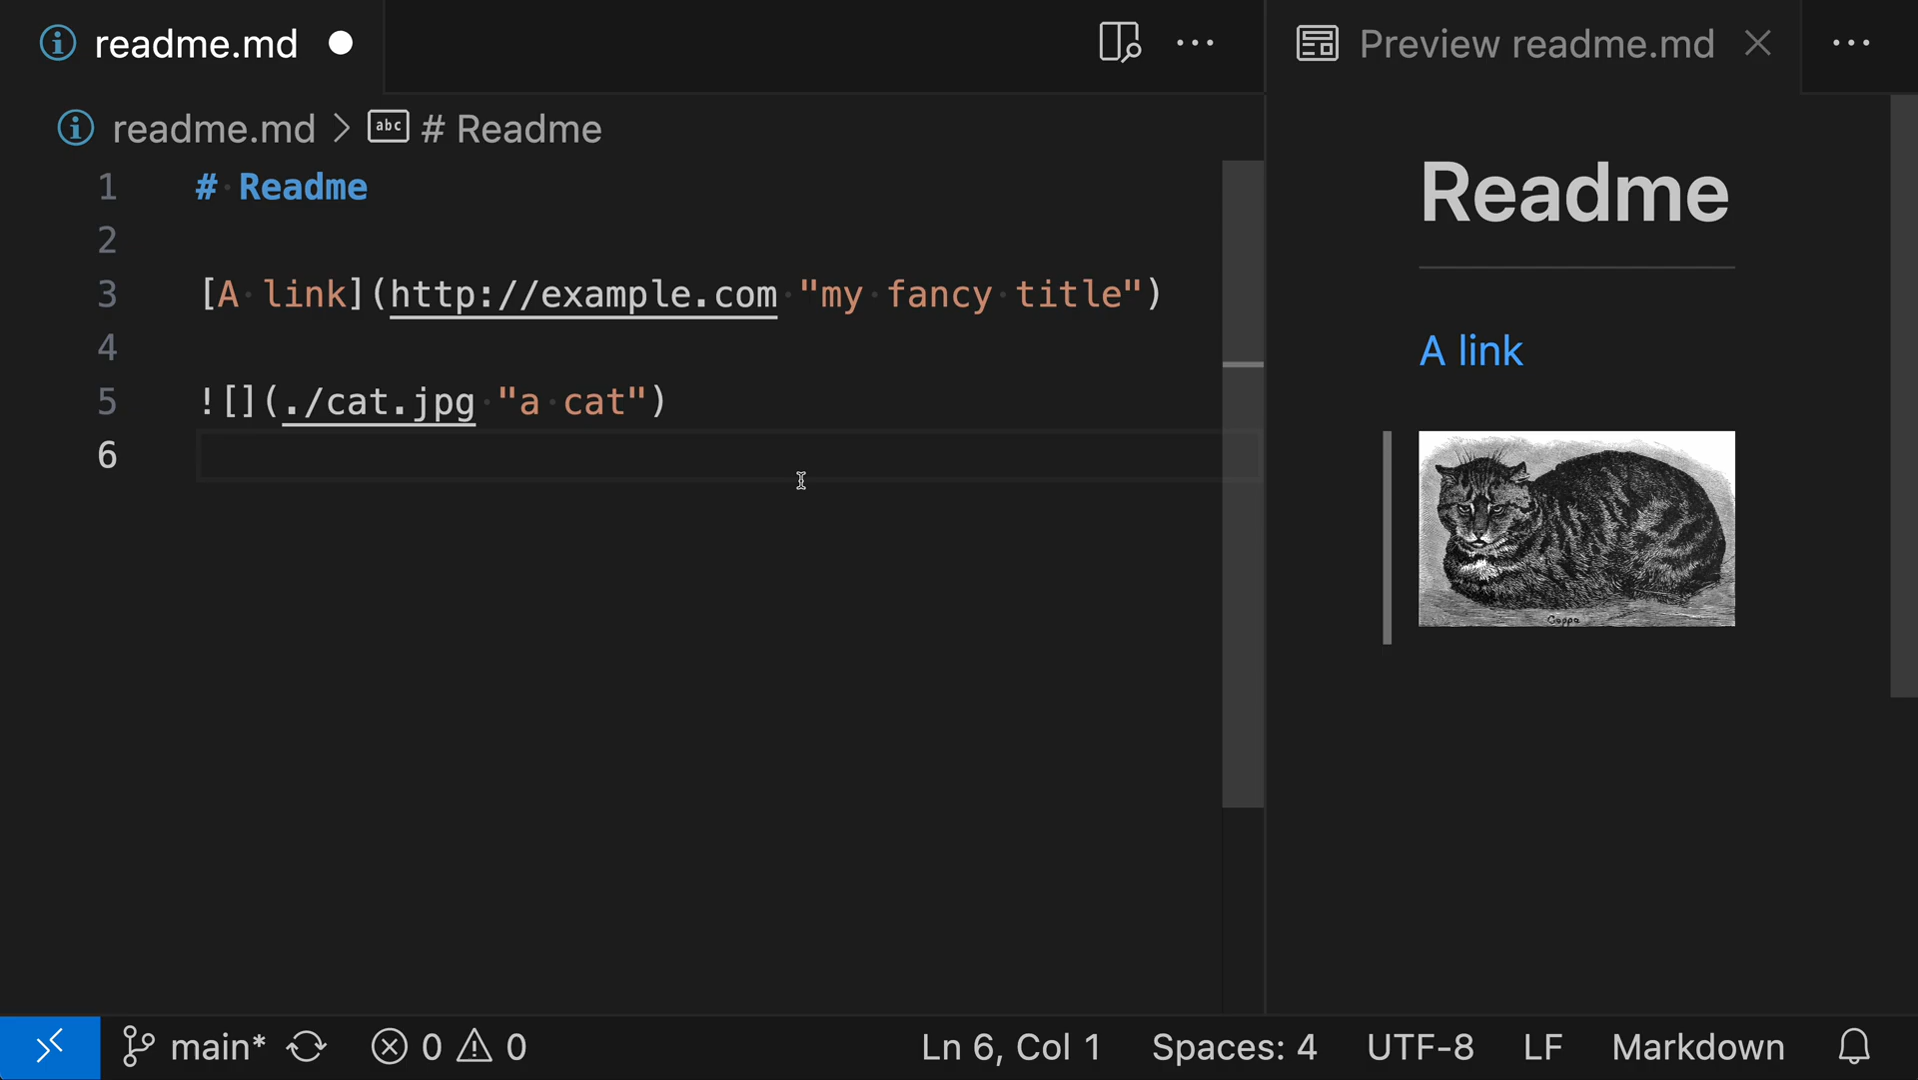 readme.md
Preview readme.md
readme.md > abc # Readme
1 # Readme
2
3 [A link](http://example.com "my fancy title")
4
5 ![](./cat.jpg "a cat")
6
Readme
A link
Coppa
main* 0 0 Ln 6, Col 1 Spaces: 4 UTF-8 LF Markdown